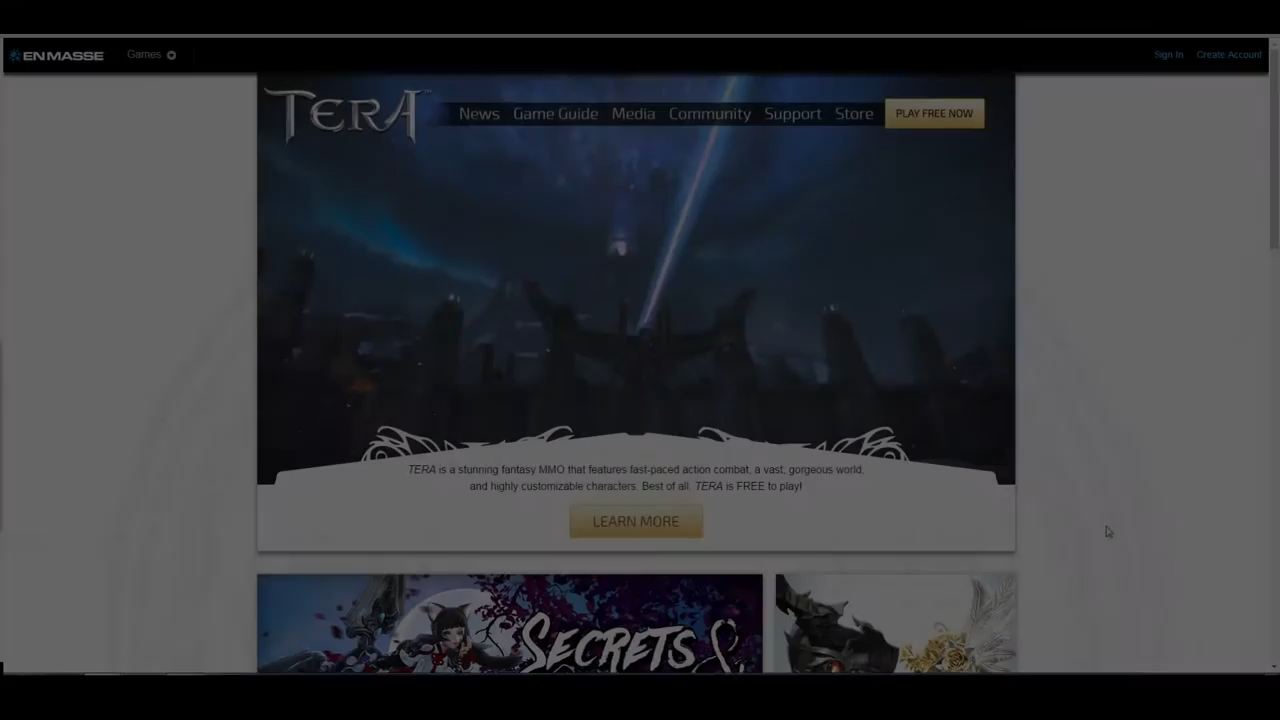 EN MASSE Games
Sign In Create Account
TERA
News Game Guide Media Community Support Store PLAY FREE NOW
TERA is a stunning fantasy MMO that features fast-paced action combat, a vast, gorgeous world,
and highly customizable characters. Best of all, TERA is FREE to play!
LEARN MORE
SECRETS &